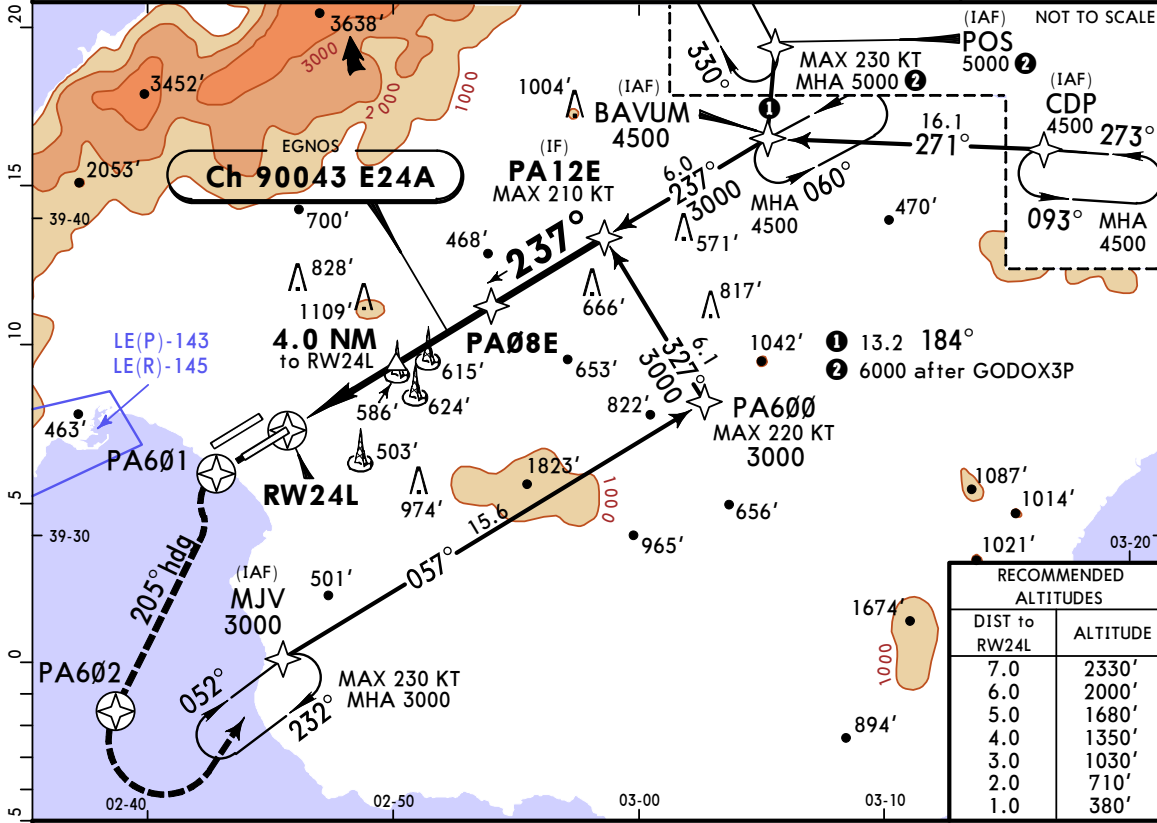 20
15
10
5
0
5
3638'
3452'
3000
2000
1000
2053'
39-40
700'
EGNOS
Ch 90043 E24A
1004'
(IAF)
BAVUM
4500
(IF)
PA12E
MAX 210 KT
330°
MAX 230 KT
MHA 5000 ❷
❶
(IAF)
POS
5000 ❷
NOT TO SCALE
(IAF)
CDP
4500
273°
16.1
271°
093°
MHA
4500
6.0
237°
3000
060°
MHA
4500
470'
571'
468'
237°
828'
1109'
666'
817'
LE(P)-143
LE(R)-145
4.0 NM
to RW24L
PAØ8E
615'
586'
624'
653'
6.1
327°
3000
1042'
❶ 13.2 184°
❷ 6000 after GODOX3P
463'
822'
PA6ØØ
MAX 220 KT
3000
PA6Ø1
503'
RW24L
974'
1823'
1000
15.6
656'
965'
1087'
1014'
1021'
39-30
03-20
205° hdg
057°
(IAF)
MJV
3000
501'
1674'
1000
PA6Ø2
052°
232°
MAX 230 KT
MHA 3000
894'
02-40
02-50
03-00
03-10
RECOMMENDED
ALTITUDES
DIST to
RW24L
ALTITUDE
7.0 2330'
6.0 2000'
5.0 1680'
4.0 1350'
3.0 1030'
2.0 710'
1.0 380'